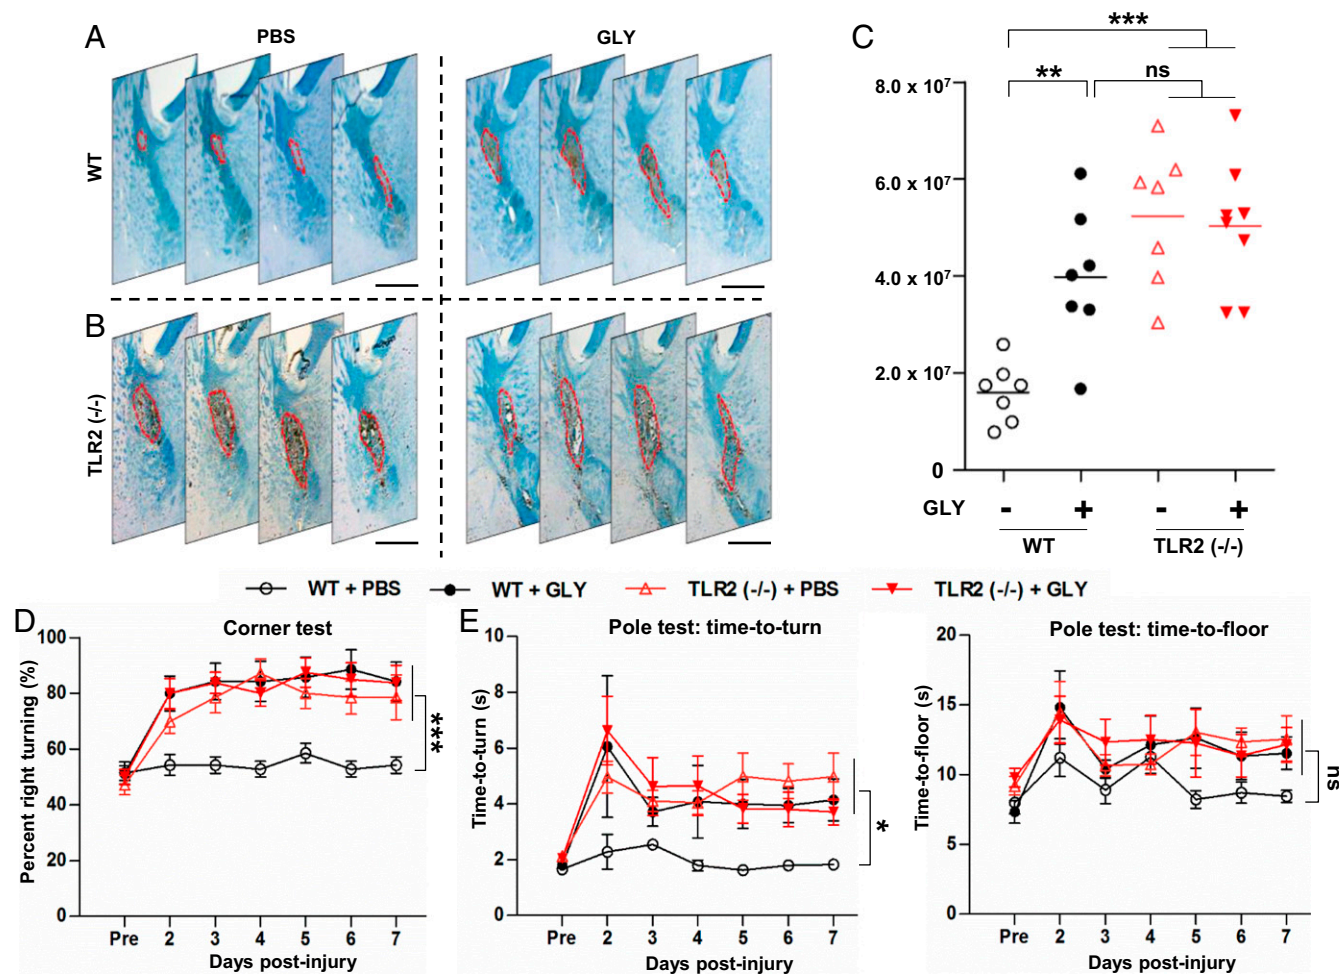 A
PBS
GLY
WT
B
TLR2 (-/-)
C
***
**
ns
8.0 x 10⁷
6.0 x 10⁷
4.0 x 10⁷
2.0 x 10⁷
0
GLY - + - +
WT TLR2 (-/-)
WT + PBS WT + GLY TLR2 (-/-) + PBS TLR2 (-/-) + GLY
D
Corner test
Percent right turning (%)
100
80
60
40
20
0
Pre 2 3 4 5 6 7
Days post-injury
***
E
Pole test: time-to-turn
Time-to-turn (s)
10
8
6
4
2
0
Pre 2 3 4 5 6 7
Days post-injury
*
Pole test: time-to-floor
Time-to-floor (s)
20
15
10
5
0
Pre 2 3 4 5 6 7
Days post-injury
ns